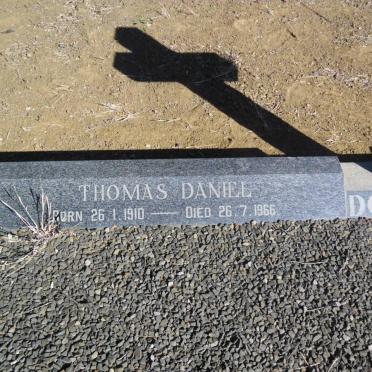 THOMAS DANIEL
BORN 26.1.1910 — DIED 26.7.1966